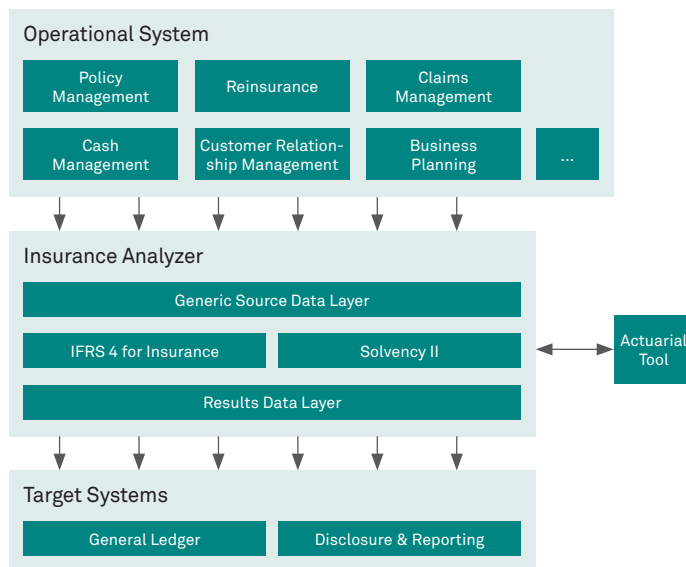 Operational System
Policy
Management
Reinsurance
Claims
Management
Cash
Management
Customer Relation-
ship Management
Business
Planning
...
Insurance Analyzer
Generic Source Data Layer
IFRS 4 for Insurance
Solvency II
Actuarial
Tool
Results Data Layer
Target Systems
General Ledger
Disclosure & Reporting